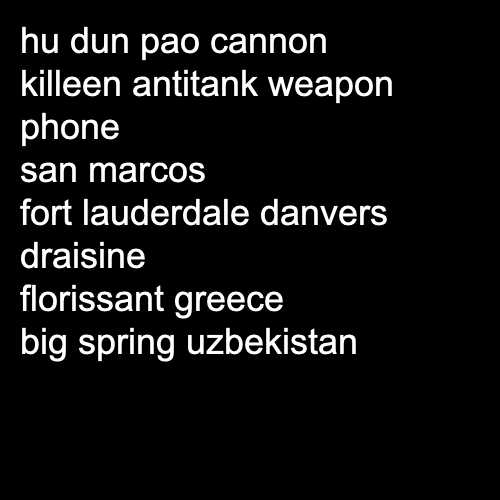 hu dun pao cannon
killeen antitank weapon
phone
san marcos
fort lauderdale danvers
draisine
florissant greece
big spring uzbekistan